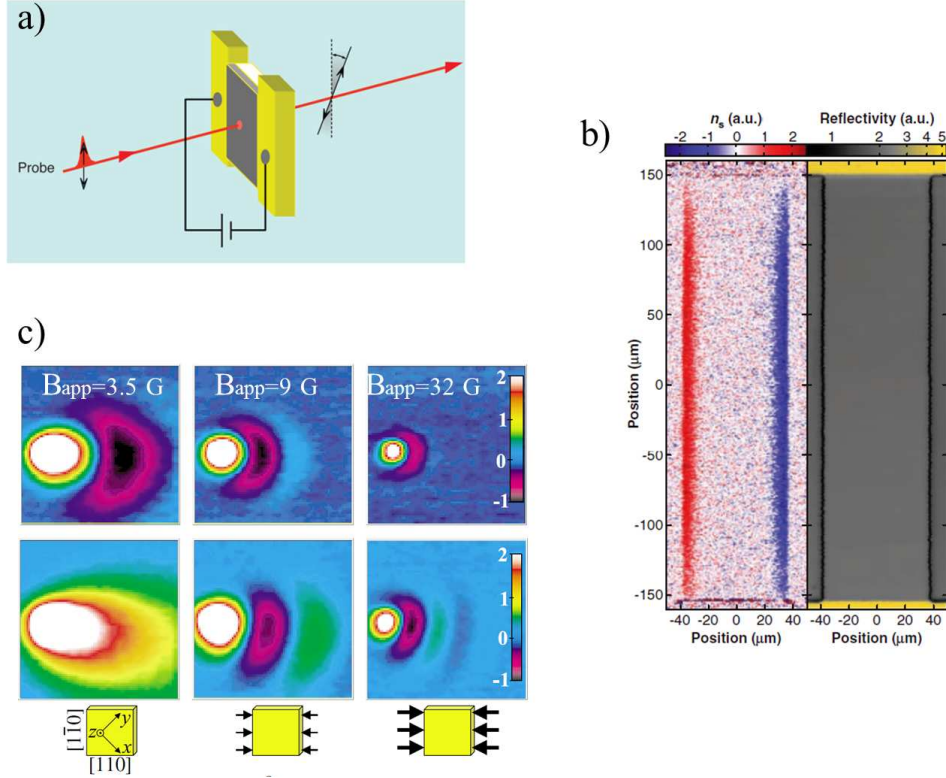 a)
Probe
b)
n_s (a.u.) Reflectivity (a.u.)
-2 -1 0 1 2 1 2 3 4 5
150
100
50
0
-50
-100
-150
Position (μm)
-40 -20 0 20 40 -40 -20 0 20 40
Position (μm) Position (μm)
c)
Bapp=3.5 G Bapp=9 G Bapp=32 G
2
1
0
-1
2
1
0
-1
[11̄0] z y x
[110]